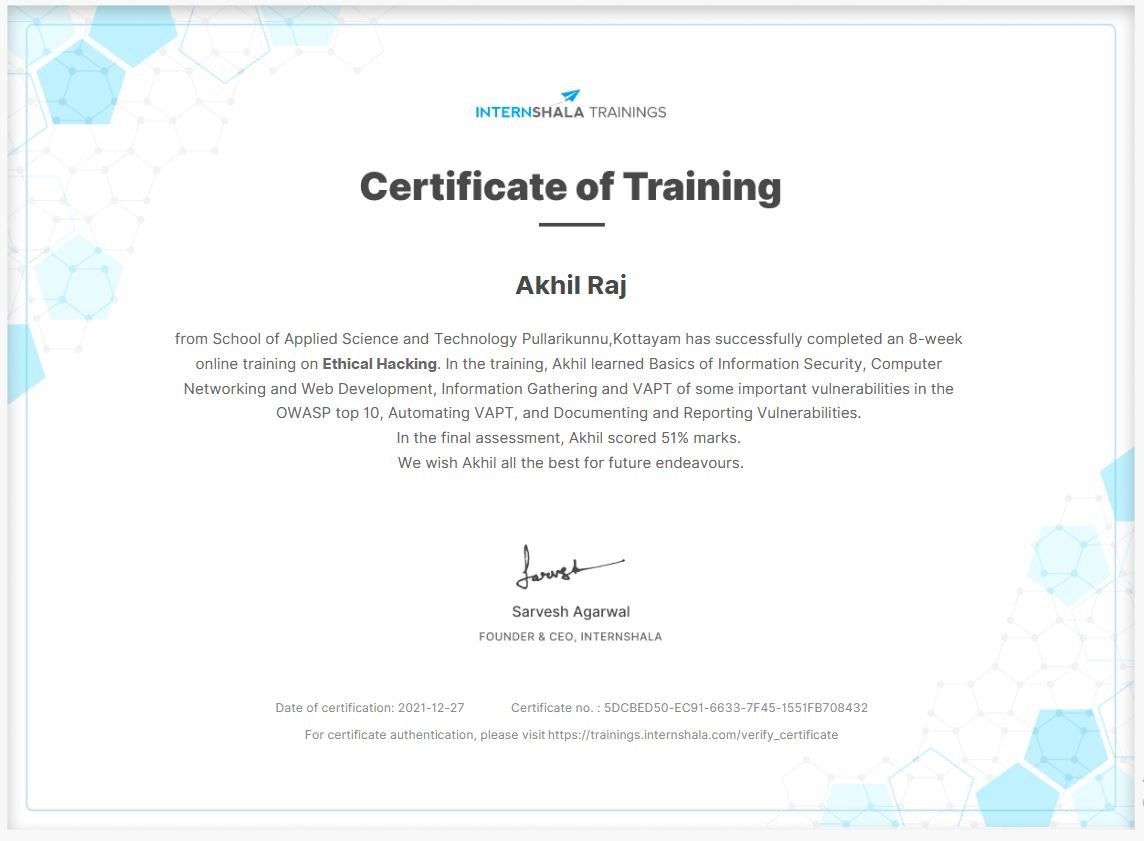 INTERNSHALA TRAININGS
Certificate of Training
Akhil Raj
from School of Applied Science and Technology Pullarikunnu,Kottayam has successfully completed an 8-week
online training on Ethical Hacking. In the training, Akhil learned Basics of Information Security, Computer
Networking and Web Development, Information Gathering and VAPT of some important vulnerabilities in the
OWASP top 10, Automating VAPT, and Documenting and Reporting Vulnerabilities.
In the final assessment, Akhil scored 51% marks.
We wish Akhil all the best for future endeavours.
Sarvesh
Sarvesh Agarwal
FOUNDER & CEO, INTERNSHALA
Date of certification: 2021-12-27 Certificate no. : 5DCBED50-EC91-6633-7F45-1551FB708432
For certificate authentication, please visit https://trainings.internshala.com/verify_certificate